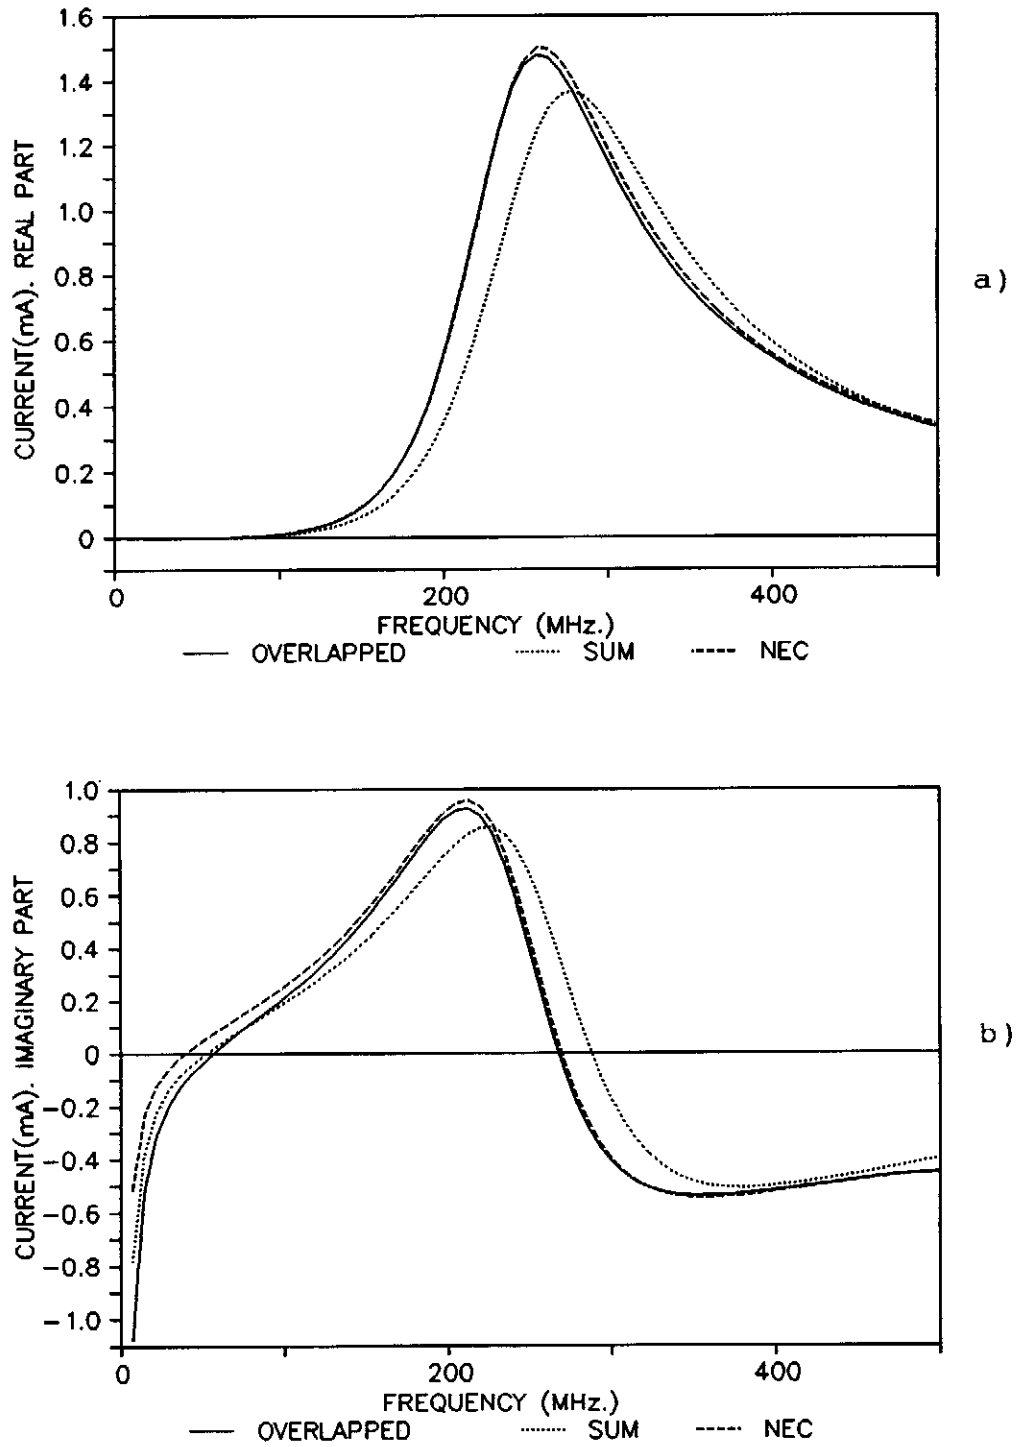 1.6
1.4
1.2
1.0
0.8
0.6
0.4
0.2
0
CURRENT(mA). REAL PART
a)
0 200 400
FREQUENCY (MHz.)
OVERLAPPED SUM NEC
1.0
0.8
0.6
0.4
0.2
0
-0.2
-0.4
-0.6
-0.8
-1.0
CURRENT(mA). IMAGINARY PART
b)
0 200 400
FREQUENCY (MHz.)
OVERLAPPED SUM NEC